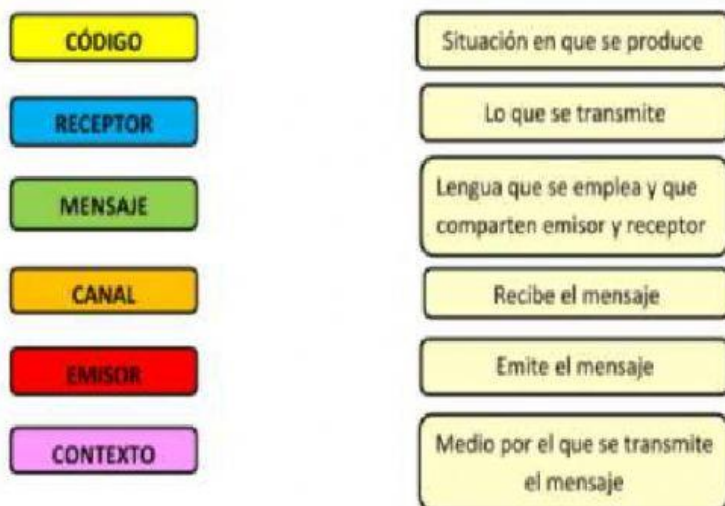 CÓDIGO
Situación en que se produce
RECEPTOR
Lo que se transmite
MENSAJE
Lengua que se emplea y que
comparten emisor y receptor
CANAL
Recibe el mensaje
EMISOR
Emite el mensaje
CONTEXTO
Medio por el que se transmite
el mensaje